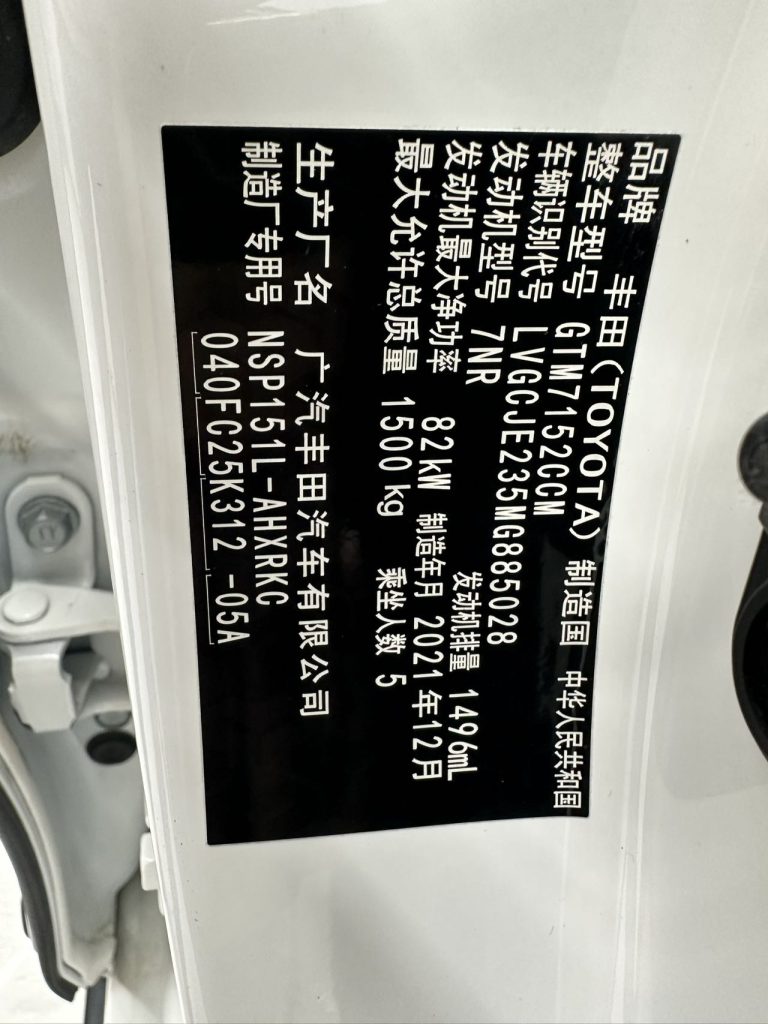 品牌 丰田(TOYOTA) 制造国 中华人民共和国
整车型号 GTM7152CCM
车辆识别代号 LVGCJE235MG885028
发动机型号 7NR 发动机排量 1496mL
发动机最大净功率 82kW 制造年月 2021年12月
最大允许总质量 1500 kg 乘坐人数 5
生产厂名 广汽丰田汽车有限公司
制造厂专用号 NSP151L-AHXRKC
040FC25K312 -05A